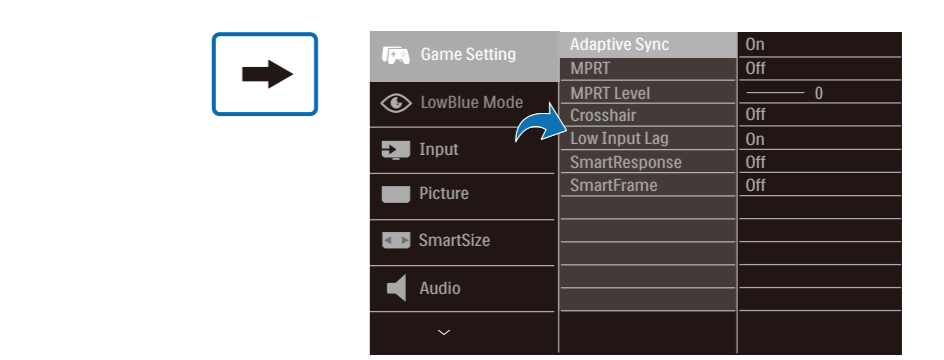 Game Setting
LowBlue Mode
Input
Picture
SmartSize
Audio
Adaptive Sync On
MPRT Off
MPRT Level 0
Crosshair Off
Low Input Lag On
SmartResponse Off
SmartFrame Off